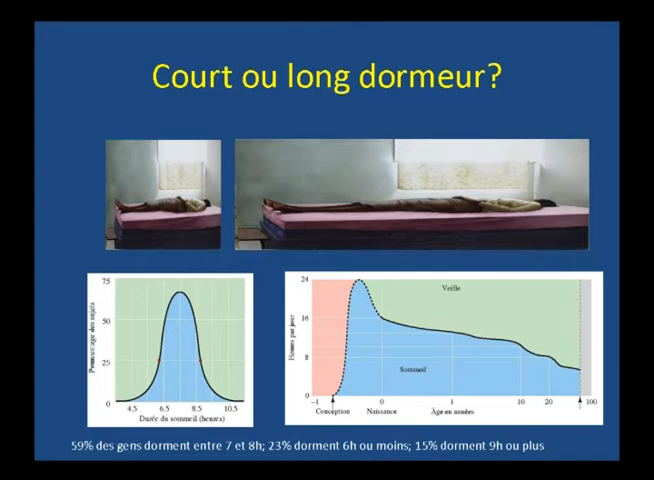 Court ou long dormeur?
75
50
25
0
Pourcentage des sujets
4.5 6.5 8.5 10.5
Durée du sommeil (heures)
24
16
8
0
Heures par jour
Veille
Sommeil
-1 0 1 10 20 100
Conception Naissance Âge en années
59% des gens dorment entre 7 et 8h; 23% dorment 6h ou moins; 15% dorment 9h ou plus